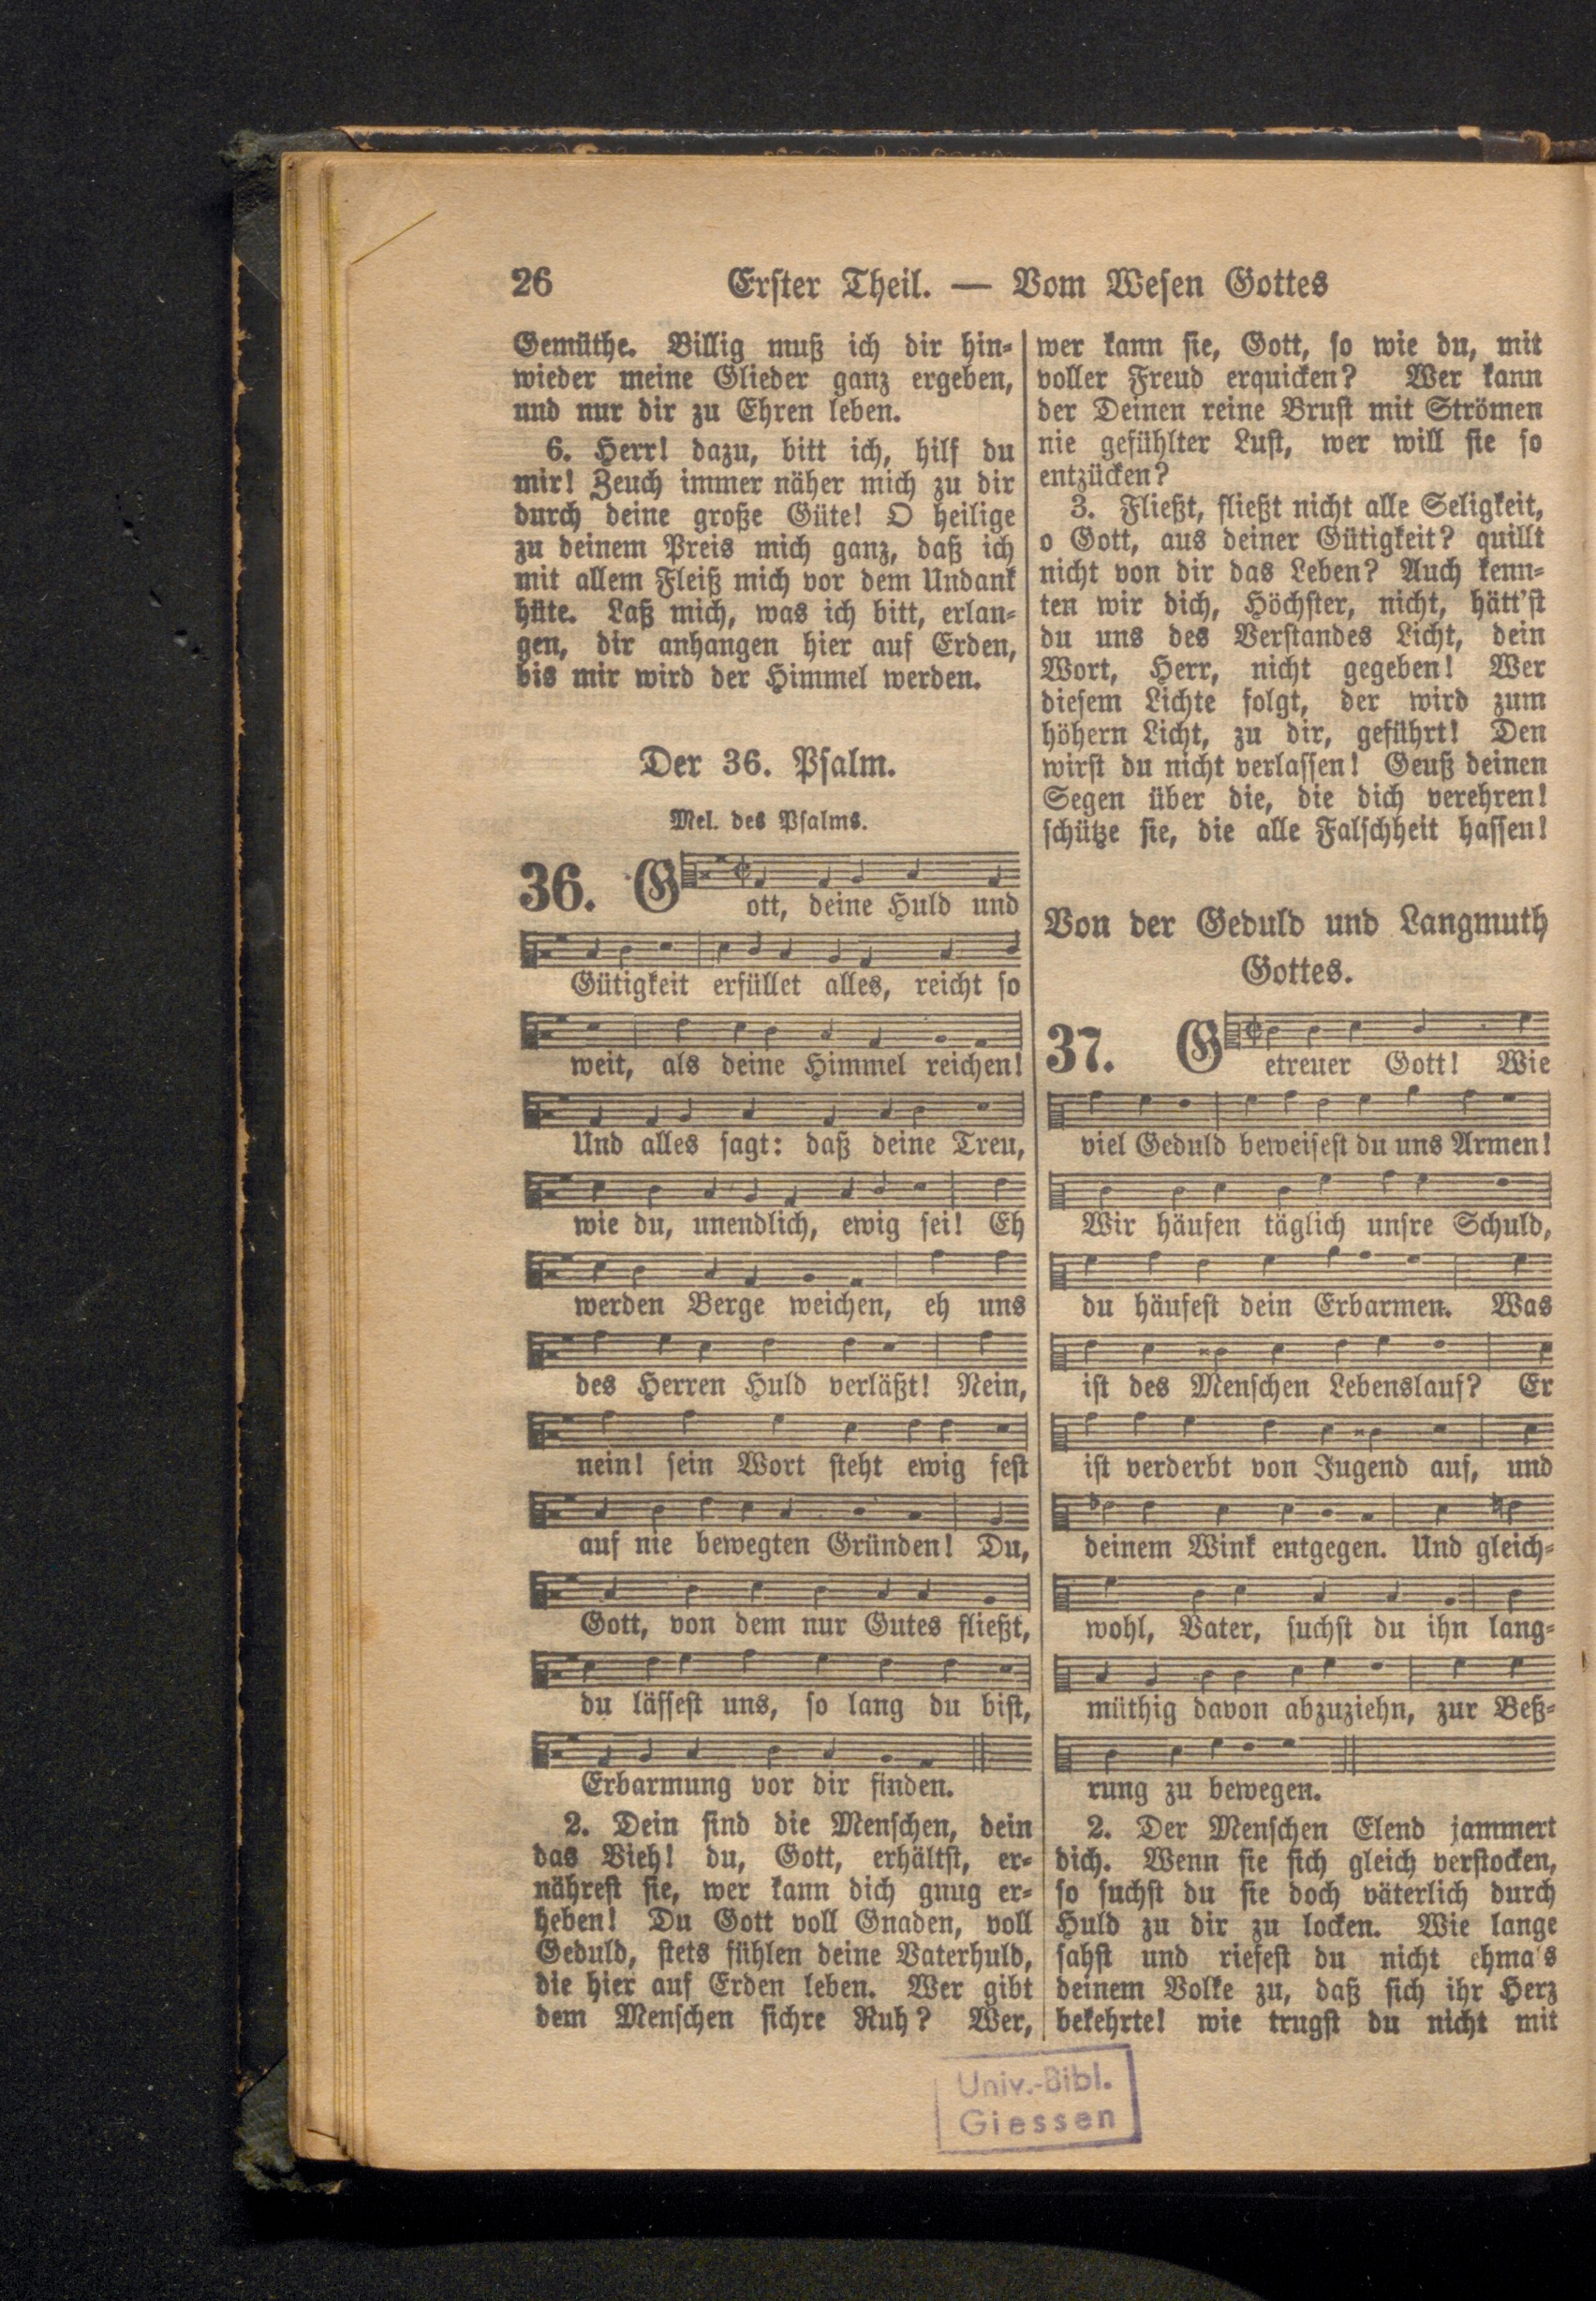 26 Erster Theil. — Vom Wesen Gottes
Gemüthe. Billig muß ich dir hin-
wieder meine Glieder ganz ergeben,
und nur dir zu Ehren leben.
6. Herr! dazu, bitt ich, hilf du
mir! Zeuch immer näher mich zu dir
durch deine große Güte! O heilige
zu deinem Preis mich ganz, daß ich
mit allem Fleiß mich vor dem Undank
hüte. Laß mich, was ich bitt, erlan-
gen, dir anhangen hier auf Erden,
bis mir wird der Himmel werden.
Der 36. Psalm.
Mel. des Psalms.
36. Gott, deine Huld und
Gütigkeit erfüllet alles, reicht so
weit, als deine Himmel reichen!
Und alles sagt: daß deine Treu,
wie du, unendlich, ewig sei! Eh
werden Berge weichen, eh uns
des Herren Huld verläßt! Nein,
nein! sein Wort steht ewig fest
auf nie bewegten Gründen! Du,
Gott, von dem nur Gutes fließt,
du lässest uns, so lang du bist,
Erbarmung vor dir finden.
2. Dein sind die Menschen, dein
das Vieh! du, Gott, erhältst, er-
nährest sie, wer kann dich gnug er-
heben! Du Gott voll Gnaden, voll
Geduld, stets fühlen deine Vaterhuld,
die hier auf Erden leben. Wer gibt
dem Menschen sichre Ruh? Wer,
wer kann sie, Gott, so wie du, mit
voller Freud erquicken? Wer kann
der Deinen reine Brust mit Strömen
nie gefühlter Lust, wer will sie so
entzücken?
3. Fließt, fließt nicht alle Seligkeit,
o Gott, aus deiner Gütigkeit? quillt
nicht von dir das Leben? Auch kenn-
ten wir dich, Höchster, nicht, hätt'st
du uns des Verstandes Licht, dein
Wort, Herr, nicht gegeben! Wer
diesem Lichte folgt, der wird zum
höhern Licht, zu dir, geführt! Den
wirst du nicht verlassen! Geuß deinen
Segen über die, die dich verehren!
schütze sie, die alle Falschheit hassen!
Von der Geduld und Langmuth
Gottes.
37. Getreuer Gott! Wie
viel Geduld beweisest du uns Armen!
Wir häufen täglich unsre Schuld,
du häufest dein Erbarmen. Was
ist des Menschen Lebenslauf? Er
ist verderbt von Jugend auf, und
deinem Wink entgegen. Und gleich-
wohl, Vater, suchst du ihn lang-
müthig davon abzuziehn, zur Beß-
rung zu bewegen.
2. Der Menschen Elend jammert
dich. Wenn sie sich gleich verstocken,
so suchst du sie doch väterlich durch
Huld zu dir zu locken. Wie lange
sahst und riefest du nicht ehmals
deinem Volke zu, daß sich ihr Herz
bekehrte! wie trugst du nicht mit
Univ.-Bibl.
Giessen